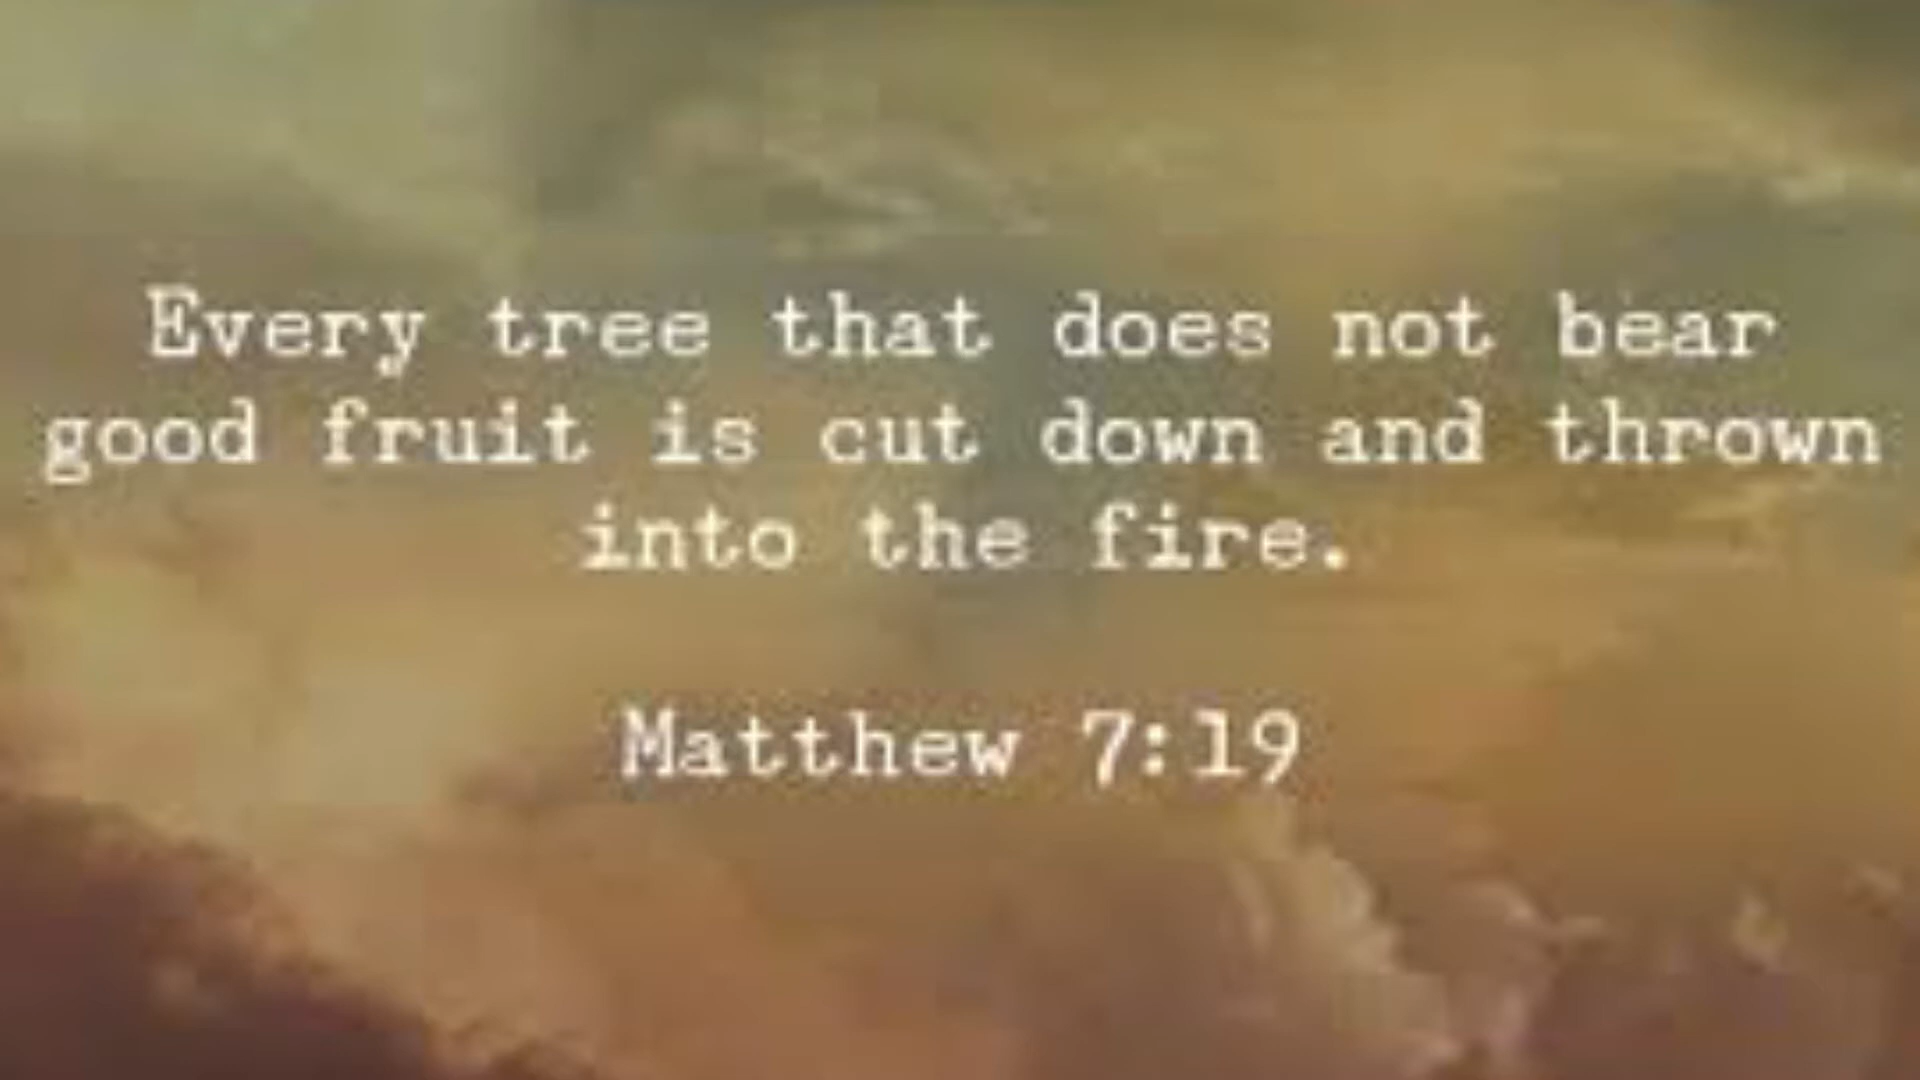 Every tree that does not bear
good fruit is cut down and thrown
into the fire.
Matthew 7:19